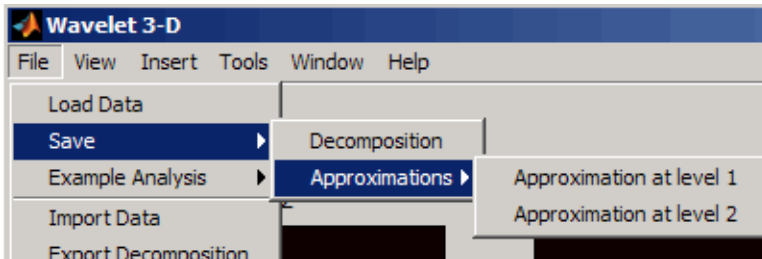 Wavelet 3-D
File View Insert Tools Window Help
Load Data
Save
Decomposition
Example Analysis
Approximations
Approximation at level 1
Approximation at level 2
Import Data
Export Decomposition